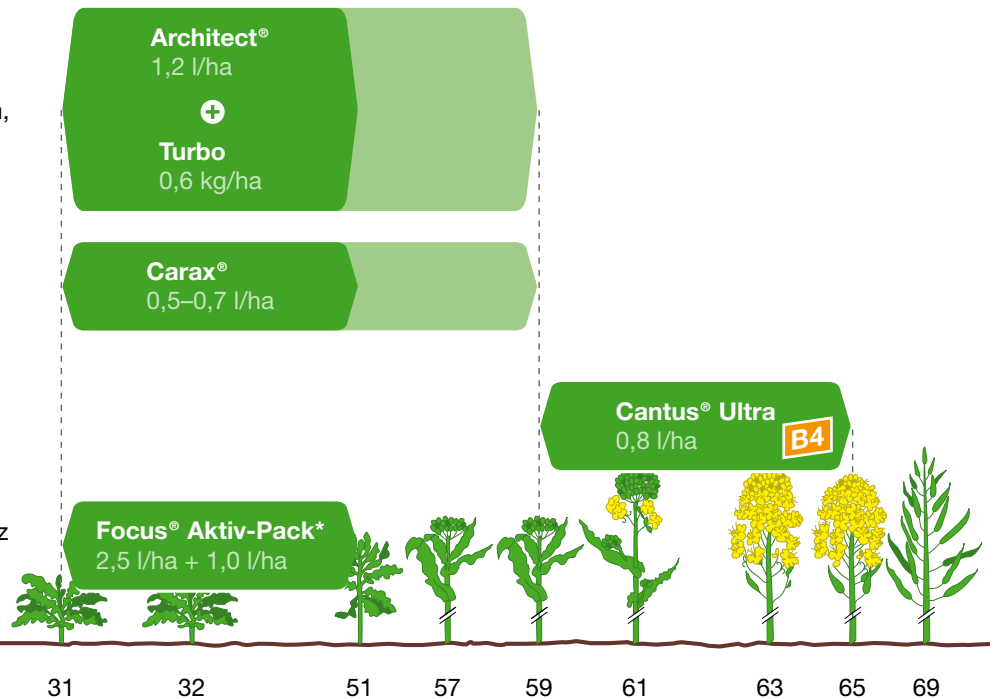 Architect®
1,2 l/ha
+
Turbo
0,6 kg/ha
Carax®
0,5–0,7 l/ha
Cantus® Ultra
0,8 l/ha
B4
Focus® Aktiv-Pack*
2,5 l/ha + 1,0 l/ha
z
31 32 51 57 59 61 63 65 69